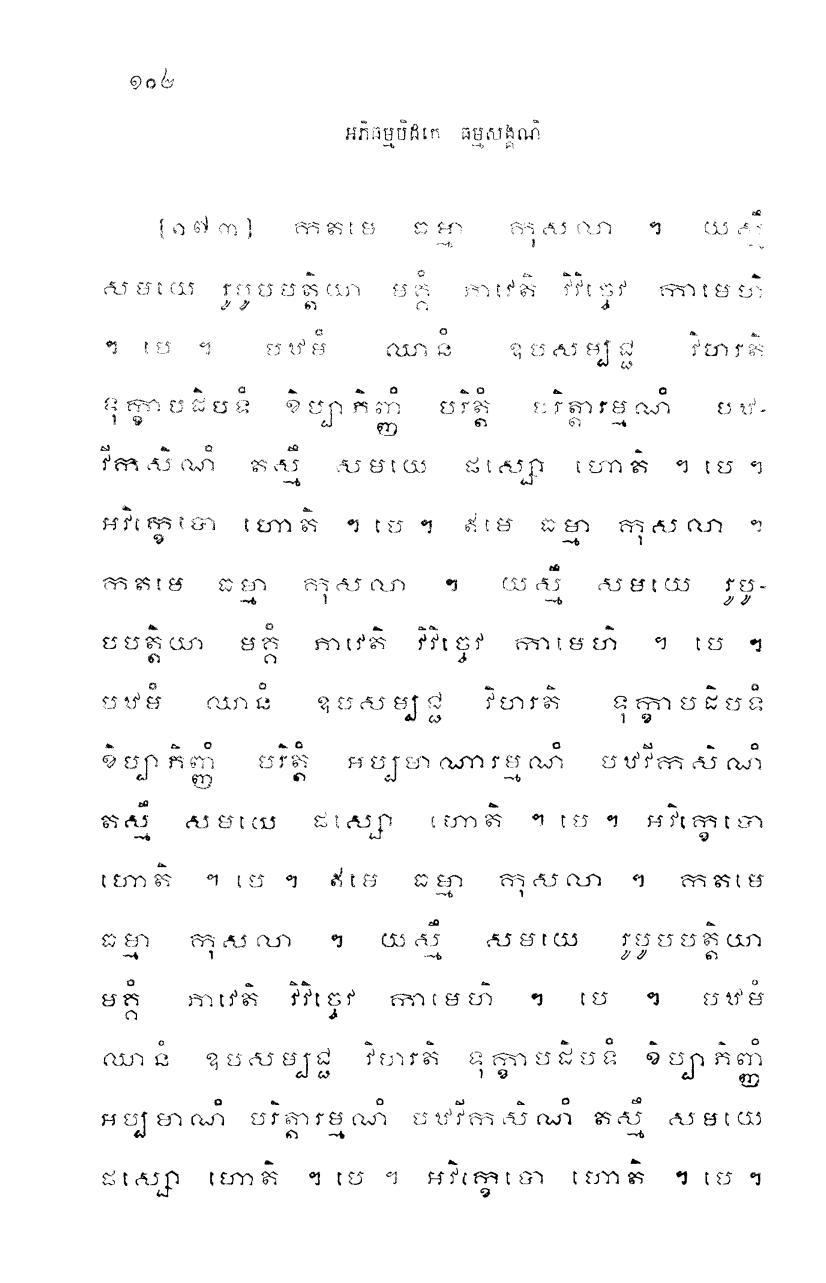 ១០៤
អភិធម្មបិដកេ ធម្មសង្គណិ
[១៧៣] កតមេ ធម្មា កុសលា ។ យស្មឹ
សមយេ រូបូបបត្តិយា មគ្គំ ភាវេតិ វិវិច្ចេវ កាមេហិ
។ បេ ។ បឋមំ ឈានំ ឧបសម្បជ្ជ វិហរតិ
ទុក្ខាបដិបទំ ខិប្បាភិញ្ញំ បរិត្តំ បរិត្តារម្មណំ បឋ-
វីកសិណំ តស្មឹ សមយេ ផស្សោ ហោតិ ។ បេ ។
អវិក្ខេបោ ហោតិ ។ បេ ។ ឥមេ ធម្មា កុសលា ។
កតមេ ធម្មា កុសលា ។ យស្មឹ សមយេ រូបូ-
បបត្តិយា មគ្គំ ភាវេតិ វិវិច្ចេវ កាមេហិ ។ បេ ។
បឋមំ ឈានំ ឧបសម្បជ្ជ វិហរតិ ទុក្ខាបដិបទំ
ខិប្បាភិញ្ញំ បរិត្តំ អប្បមាណារម្មណំ បឋវីកសិណំ
តស្មឹ សមយេ ផស្សោ ហោតិ ។ បេ ។ អវិក្ខេបោ
ហោតិ ។ បេ ។ ឥមេ ធម្មា កុសលា ។ កតមេ
ធម្មា កុសលា ។ យស្មឹ សមយេ រូបូបបត្តិយា
មគ្គំ ភាវេតិ វិវិច្ចេវ កាមេហិ ។ បេ ។ បឋមំ
ឈានំ ឧបសម្បជ្ជ វិហរតិ ទុក្ខាបដិបទំ ខិប្បាភិញ្ញំ
អប្បមាណំ បរិត្តារម្មណំ បឋវីកសិណំ តស្មឹ សមយេ
ផស្សោ ហោតិ ។ បេ ។ អវិក្ខេបោ ហោតិ ។ បេ ។